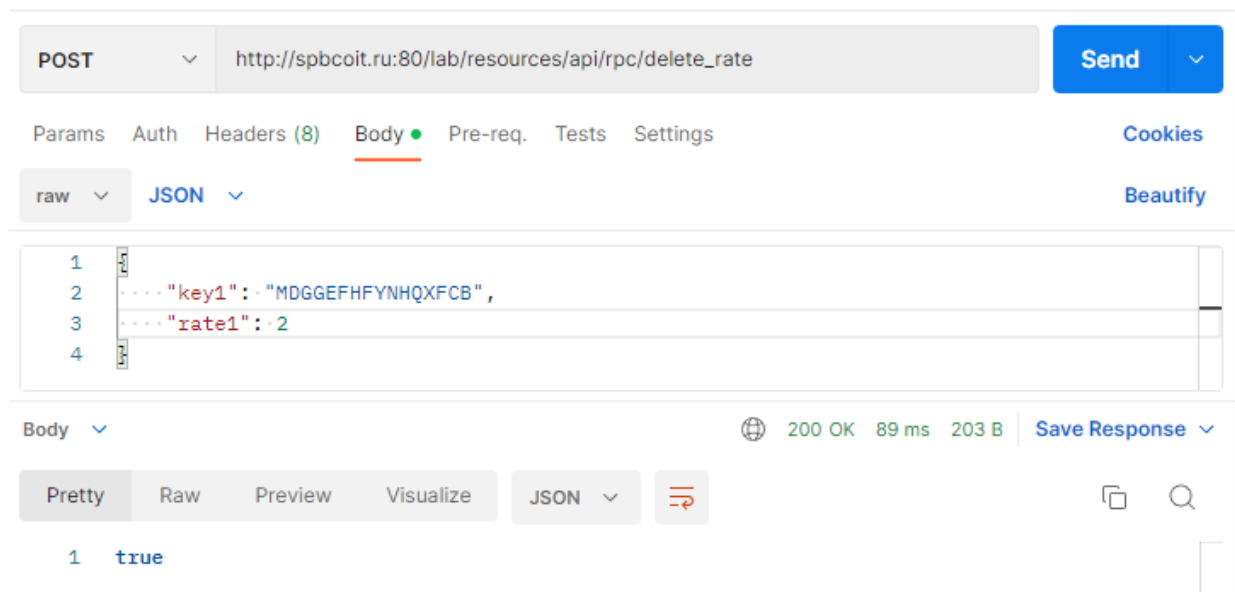 POST http://spbcoit.ru:80/lab/resources/api/rpc/delete_rate Send
Params Auth Headers (8) Body Pre-req. Tests Settings Cookies
raw JSON Beautify
1 {
2 "key1": "MDGGEFHFYNHQXFCB",
3 "rate1": 2
4 }
Body 200 OK 89 ms 203 B Save Response
Pretty Raw Preview Visualize JSON
1 true